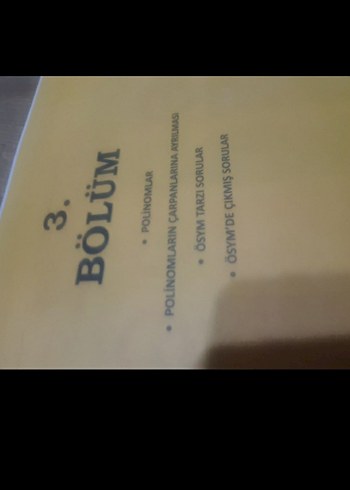 3.
BÖLÜM
• POLİNOMLAR
• POLİNOMLARIN ÇARPANLARINA AYRILMASI
• ÖSYM TARZI SORULAR
• ÖSYM'DE ÇIKMIŞ SORULAR